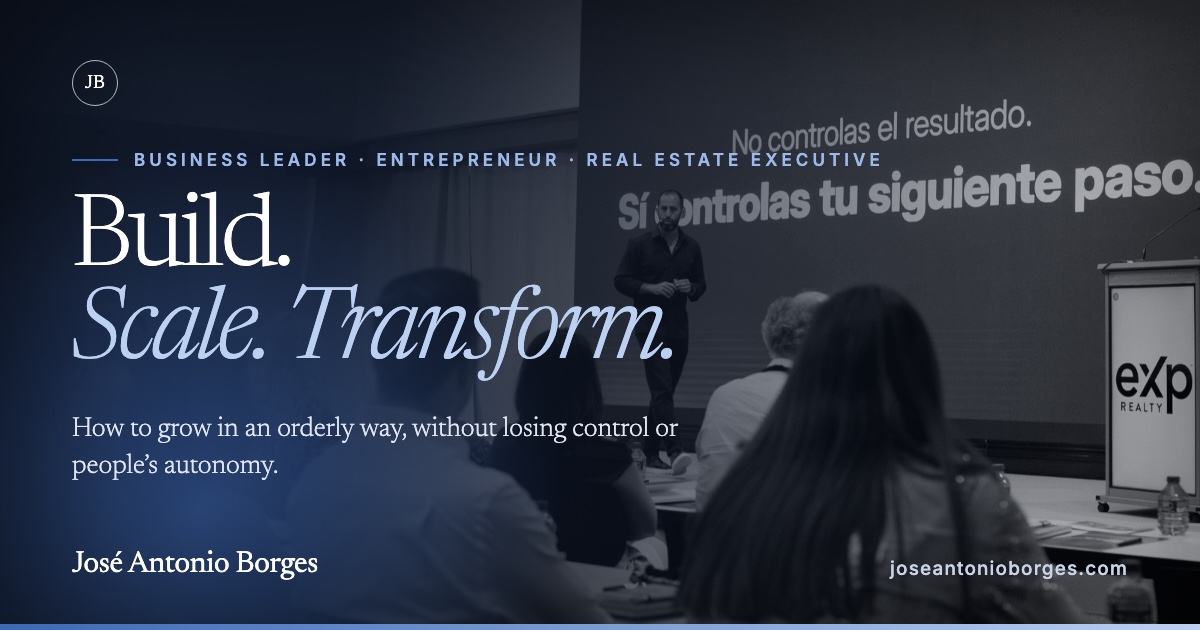 JB
BUSINESS LEADER · ENTREPRENEUR · REAL ESTATE EXECUTIVE
Build.
Scale. Transform.
How to grow in an orderly way, without losing control or
people’s autonomy.
José Antonio Borges
joseantonioborges.com
No controlas el resultado.
Sí controlas tu siguiente paso.
exp
REALTY